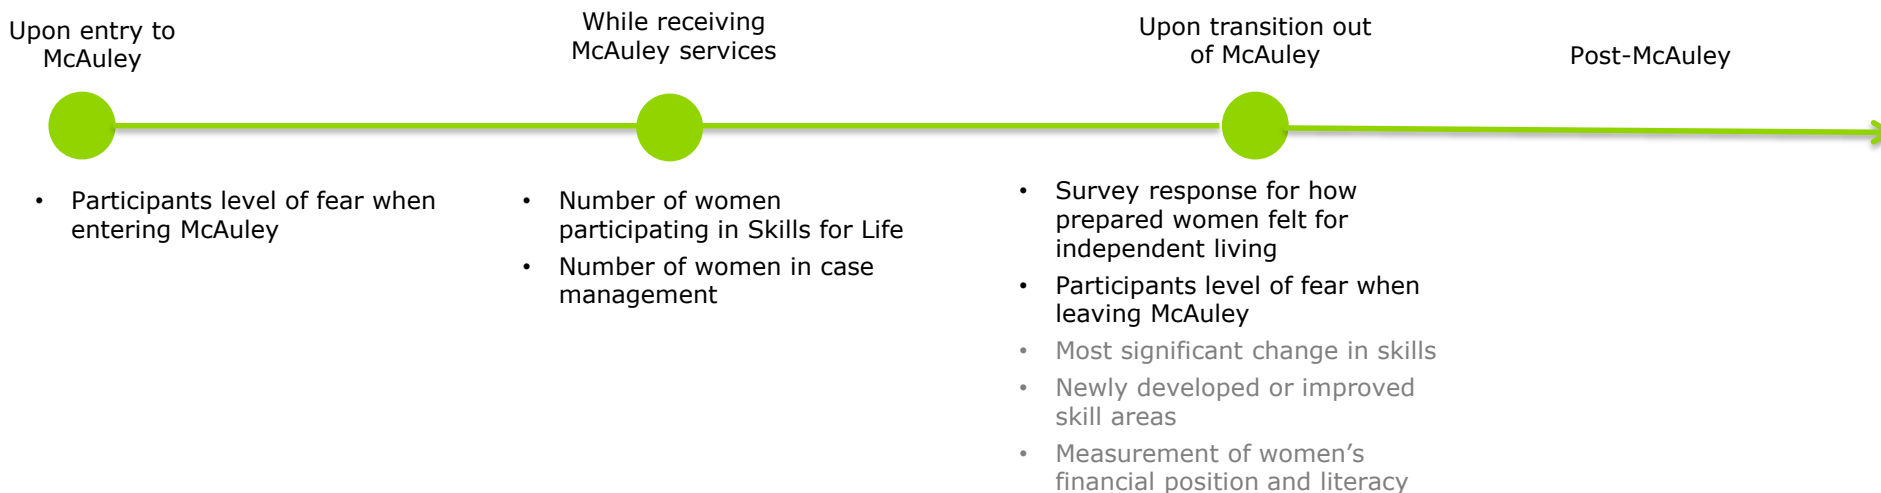 Upon entry to
McAuley
While receiving
McAuley services
Upon transition out
of McAuley
Post-McAuley
• Participants level of fear when
entering McAuley
• Number of women
participating in Skills for Life
• Number of women in case
management
• Survey response for how
prepared women felt for
independent living
• Participants level of fear when
leaving McAuley
• Most significant change in skills
• Newly developed or improved
skill areas
• Measurement of women’s
financial position and literacy